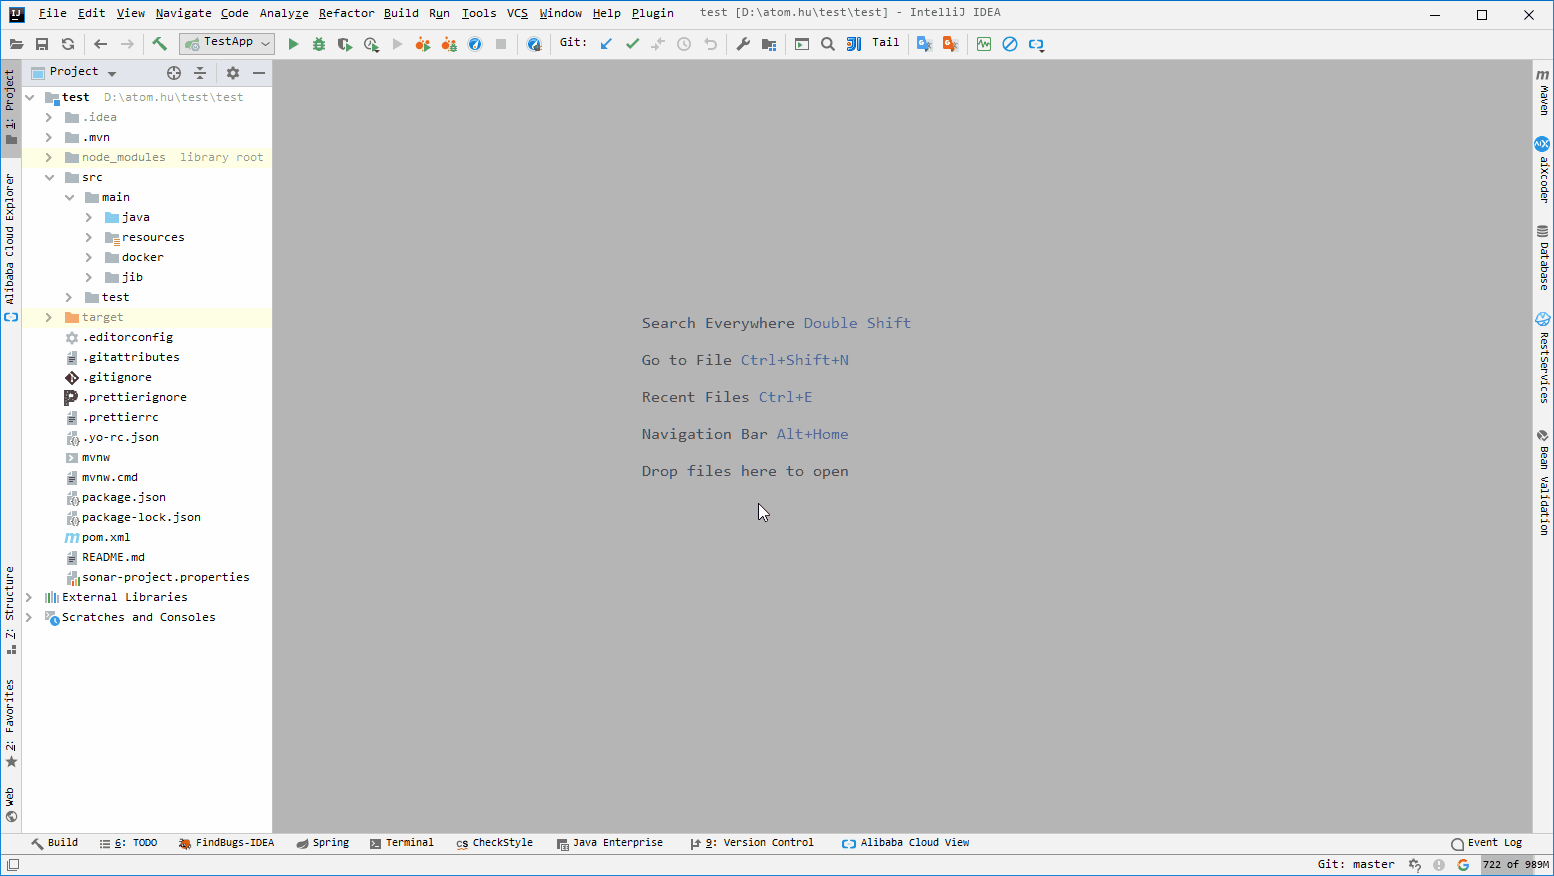 File Edit View Navigate Code Analyze Refactor Build Run Tools VCS Window Help Plugin test [D:\atom.hu\test\test] - IntelliJ IDEA
TestApp Git: Tail
Project
test D:\atom.hu\test\test
.idea
.mvn
node_modules library root
src
main
java
resources
docker
jib
test
target
.editorconfig
.gitattributes
.gitignore
.prettierignore
.prettierrc
.yo-rc.json
mvnw
mvnw.cmd
package.json
package-lock.json
pom.xml
README.md
sonar-project.properties
External Libraries
Scratches and Consoles
1: Project
Alibaba Cloud Explorer
Z: Structure
2: Favorites
Web
Search Everywhere Double Shift
Go to File Ctrl+Shift+N
Recent Files Ctrl+E
Navigation Bar Alt+Home
Drop files here to open
Maven
aiXcoder
Database
RestServices
Bean Validation
Build 6: TODO FindBugs-IDEA Spring Terminal CheckStyle Java Enterprise 9: Version Control Alibaba Cloud View Event Log
Git: master 722 of 989M